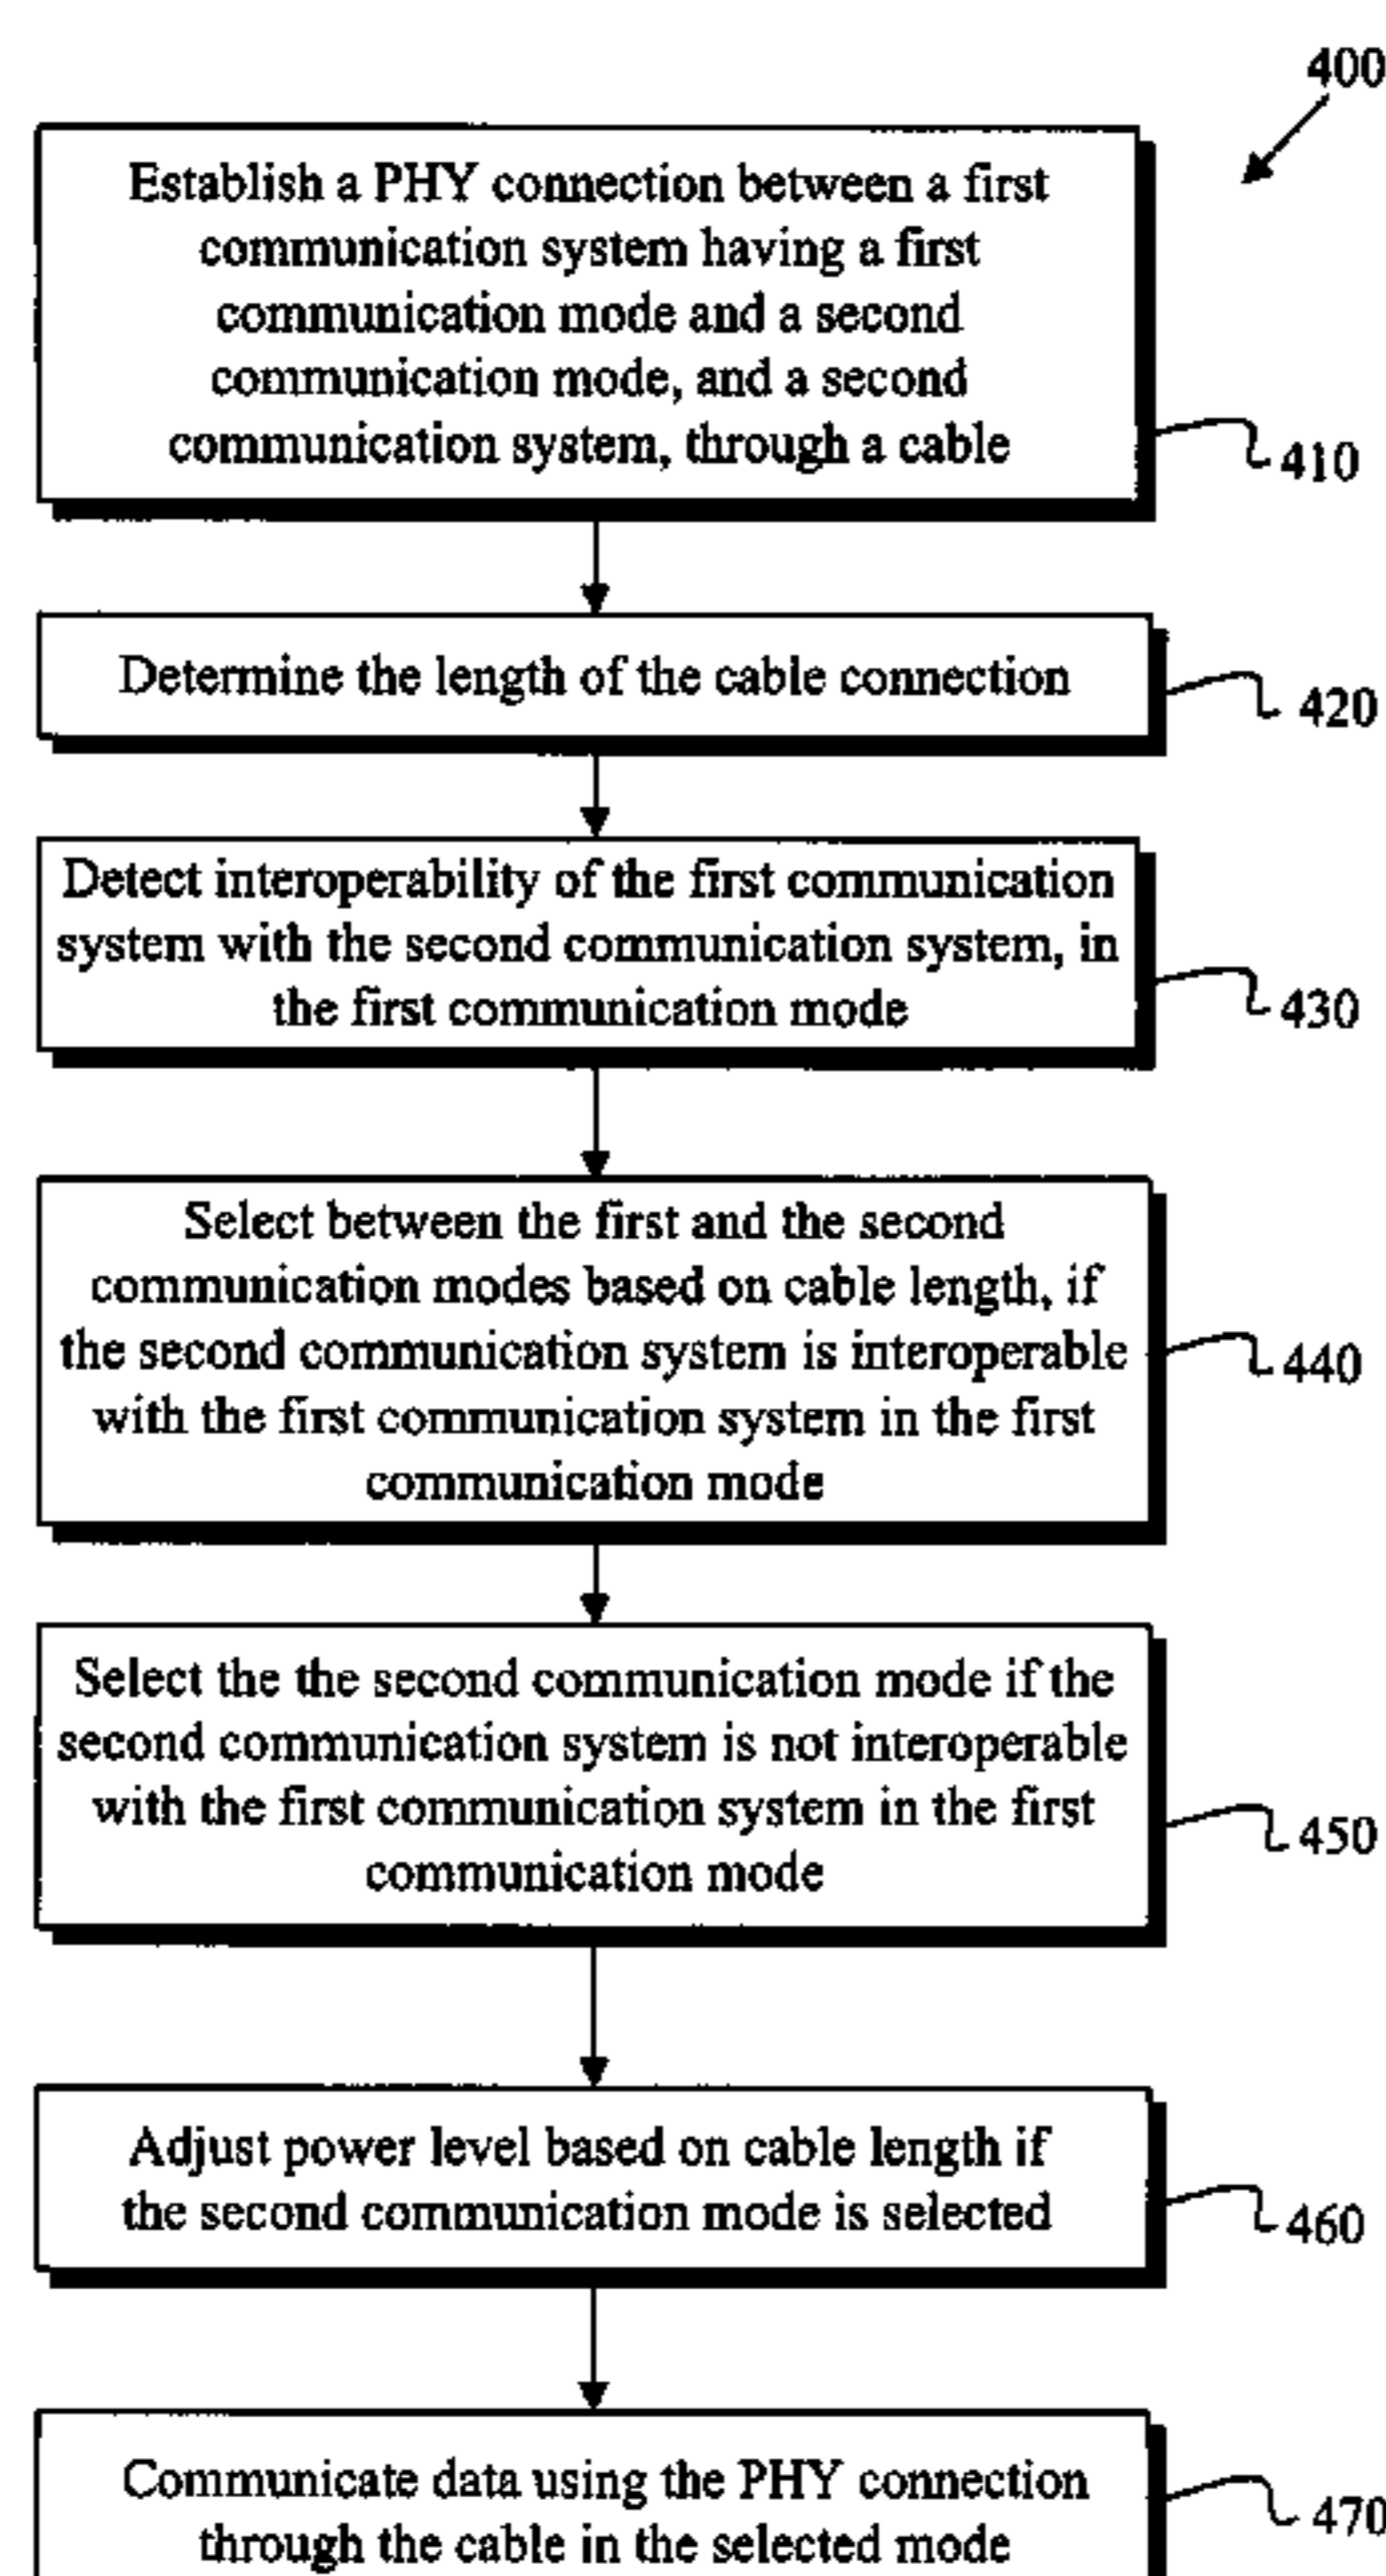 400
Establish a PHY connection between a first
communication system having a first
communication mode and a second
communication mode, and a second
communication system, through a cable
410
Determine the length of the cable connection
420
Detect interoperability of the first communication
system with the second communication system, in
the first communication mode
430
Select between the first and the second
communication modes based on cable length, if
the second communication system is interoperable
with the first communication system in the first
communication mode
440
Select the the second communication mode if the
second communication system is not interoperable
with the first communication system in the first
communication mode
450
Adjust power level based on cable length if
the second communication mode is selected
460
Communicate data using the PHY connection
through the cable in the selected mode
470